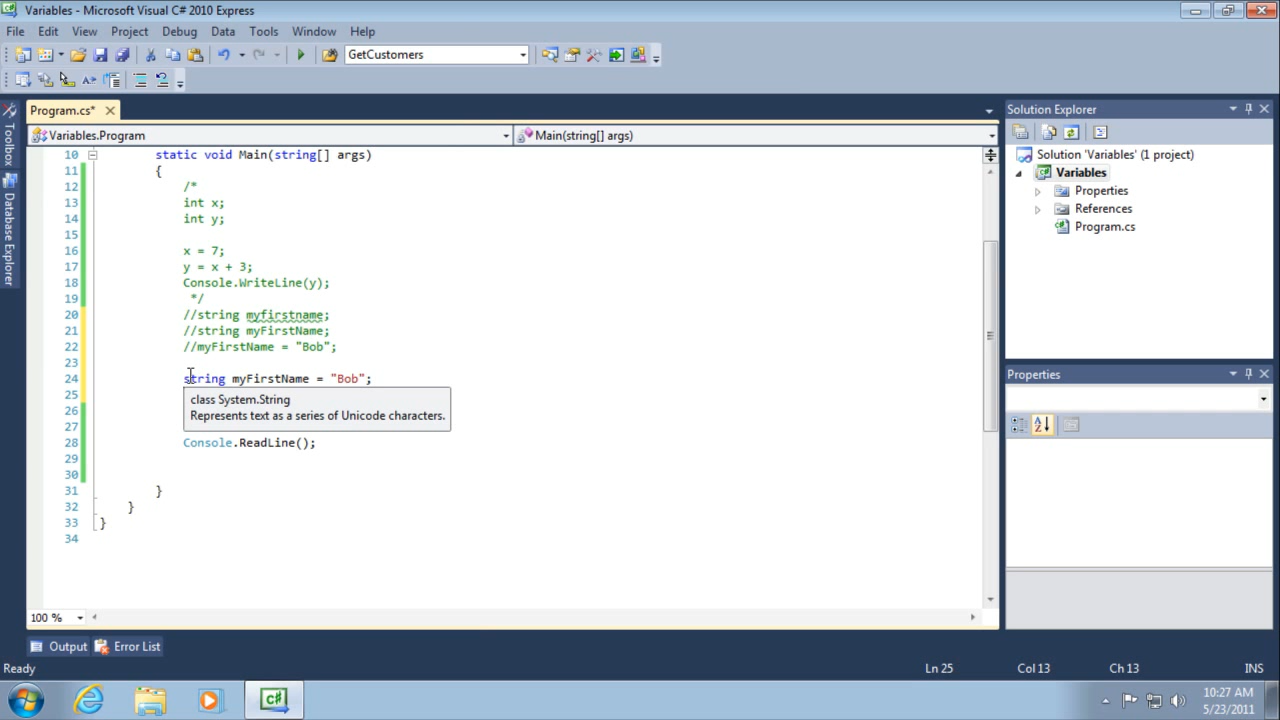 Variables - Microsoft Visual C# 2010 Express
File Edit View Project Debug Data Tools Window Help
GetCustomers
Program.cs*
Solution Explorer
Variables.Program
Main(string[] args)
Toolbox
Database Explorer
Solution 'Variables' (1 project)
Variables
Properties
References
Program.cs
10 static void Main(string[] args)
11 {
12 /*
13 int x;
14 int y;
15
16 x = 7;
17 y = x + 3;
18 Console.WriteLine(y);
19 */
20 //string myfirstname;
21 //string myFirstName;
22 //myFirstName = "Bob";
23
24 string myFirstName = "Bob";
25
class System.String
26
Represents text as a series of Unicode characters.
27
28 Console.ReadLine();
29
30
31 }
32 }
33 }
34
Properties
100 %
Output Error List
Ready Ln 25 Col 13 Ch 13 INS
C#
10:27 AM
5/23/2011